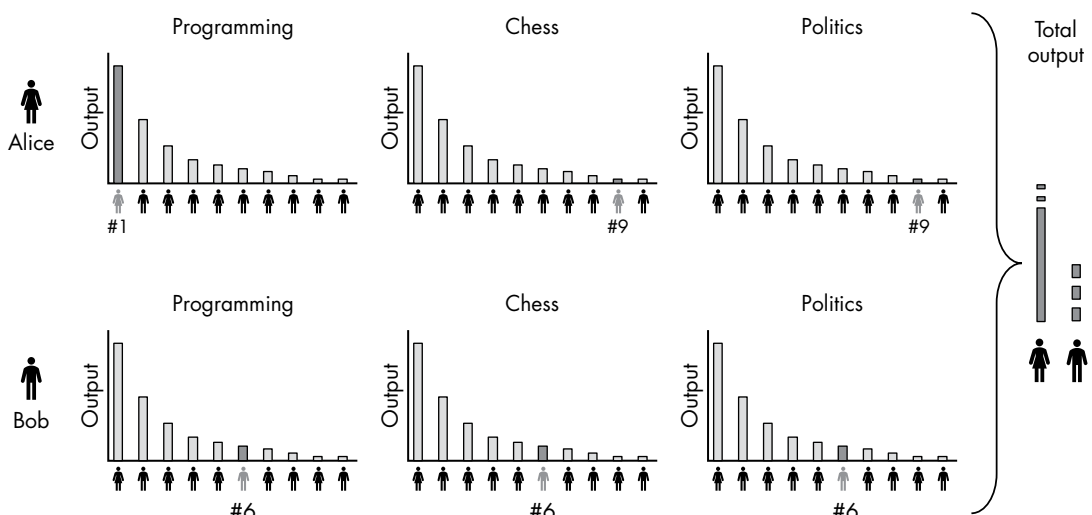 Programming
Chess
Politics
Total
output
Alice
Output
Output
Output
#1
#9
#9
Programming
Chess
Politics
Bob
Output
Output
Output
#6
#6
#6